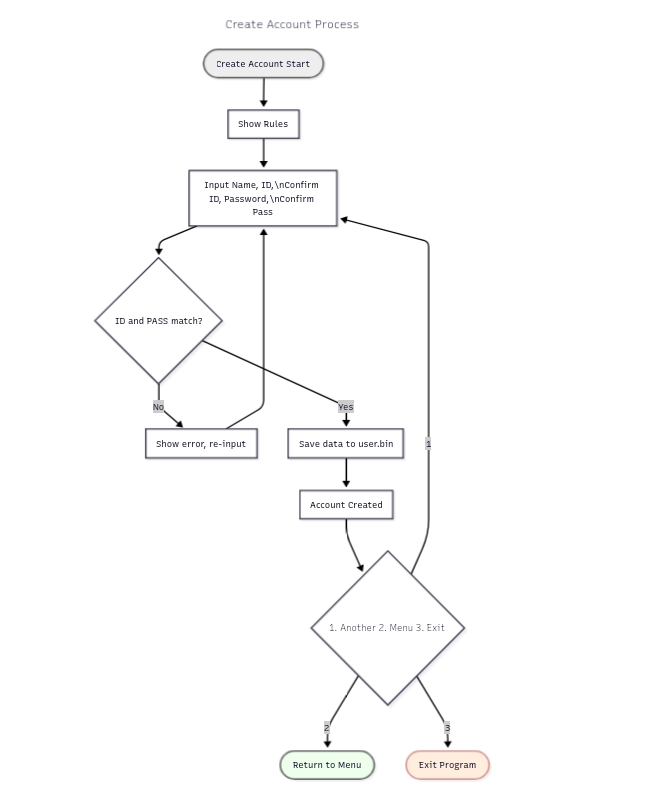 Create Account Process
Create Account Start
Show Rules
Input Name, ID,\nConfirm
ID, Password,\nConfirm
Pass
ID and PASS match?
No
Yes
Show error, re-input
Save data to user.bin
1
Account Created
1. Another 2. Menu 3. Exit
2
3
Return to Menu
Exit Program